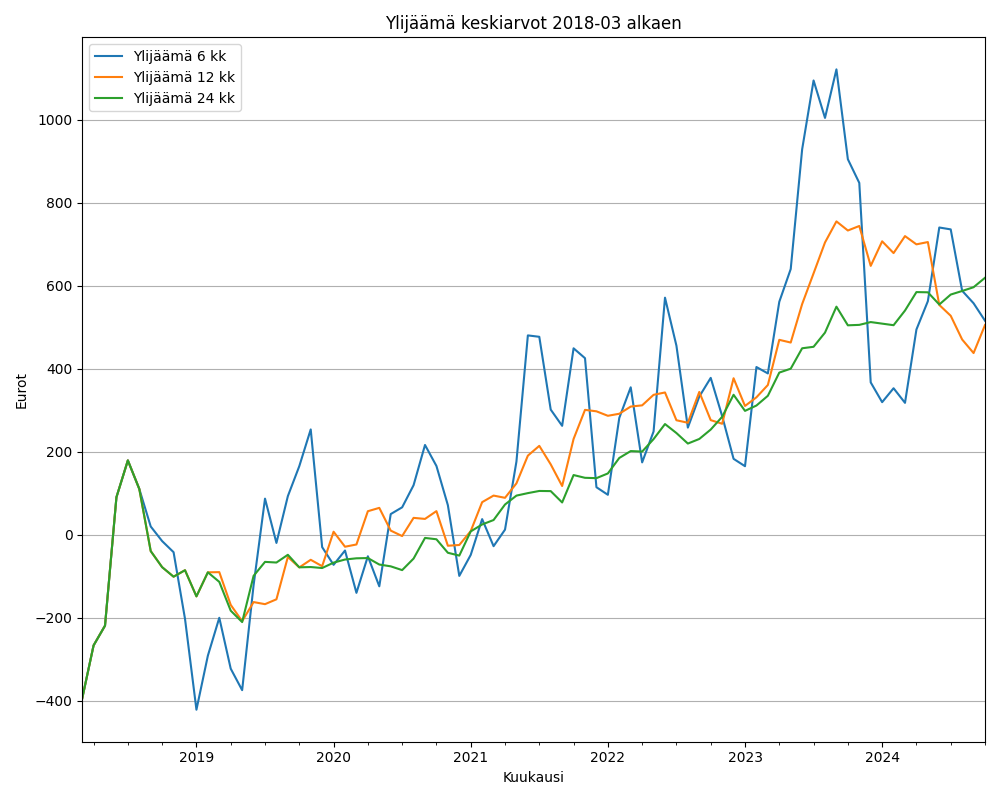 Ylijäämä keskiarvot 2018-03 alkaen
Ylijäämä 6 kk
Ylijäämä 12 kk
Ylijäämä 24 kk
1000
800
600
400
200
0
−200
−400
Eurot
2019 2020 2021 2022 2023 2024
Kuukausi